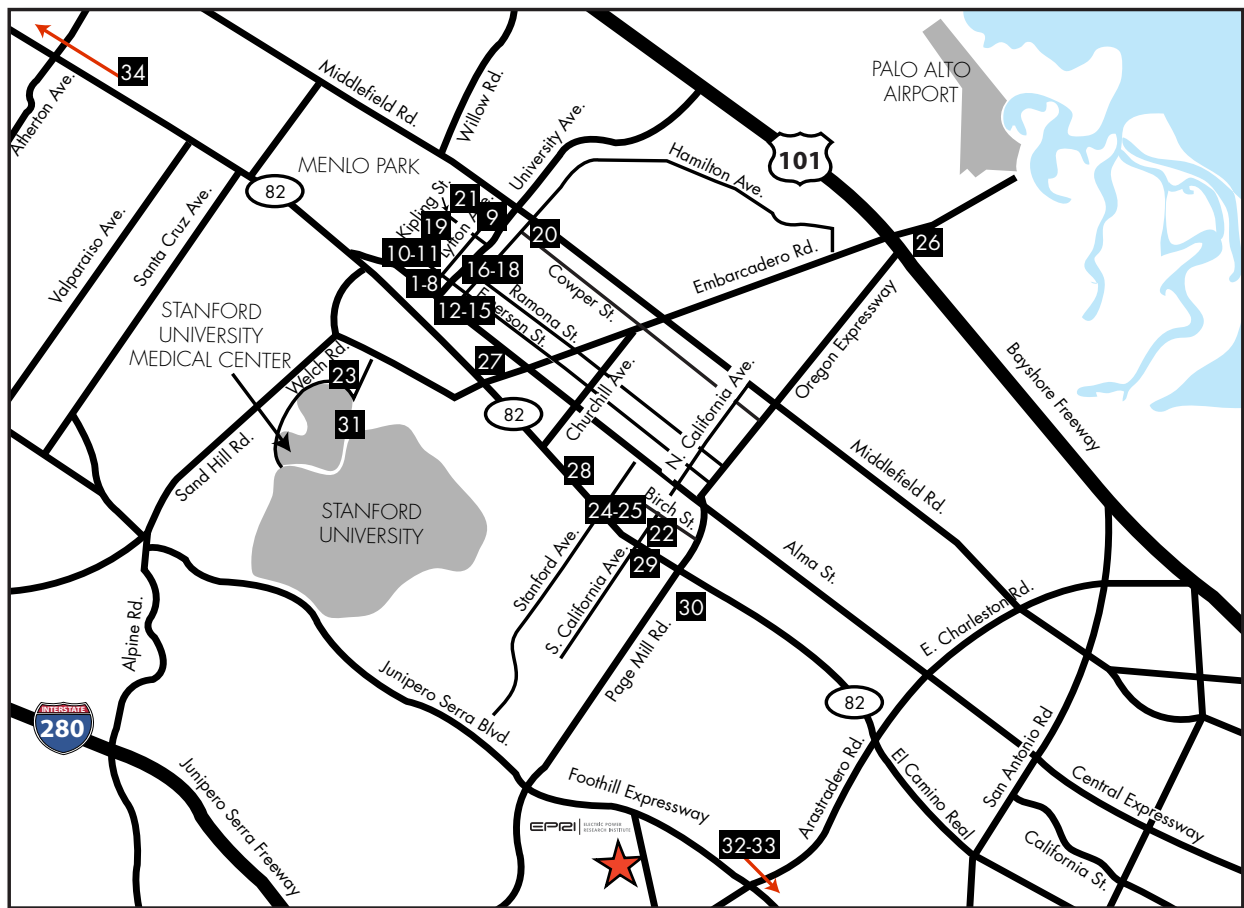 34
Atherton Ave.
Middlefield Rd.
Willow Rd.
University Ave.
PALO ALTO
AIRPORT
101
MENLO PARK
Hamilton Ave.
82
Kipling St.
21
9
19
20
26
10-11
1-8
16-18
12-15
Valparaiso Ave.
Santa Cruz Ave.
Cowper St.
Ramona St.
Embarcadero Rd.
Oregon Expressway
Bayshore Freeway
STANFORD
UNIVERSITY
MEDICAL CENTER
Welch Rd.
23
27
31
82
Churchill Ave.
N. California Ave.
Sand Hill Rd.
28
Middlefield Rd.
STANFORD
UNIVERSITY
24-25
Birch St.
22
29
Stanford Ave.
S. California Ave.
30
Alma St.
E. Charleston Rd.
Alpine Rd.
Junipero Serra Blvd.
Page Mill Rd.
82
INTERSTATE
280
Junipero Serra Freeway
Foothill Expressway
Arastradero Rd.
El Camino Real
San Antonio Rd
Central Expressway
California St.
EPRI
ELECTRIC POWER
RESEARCH INSTITUTE
32-33